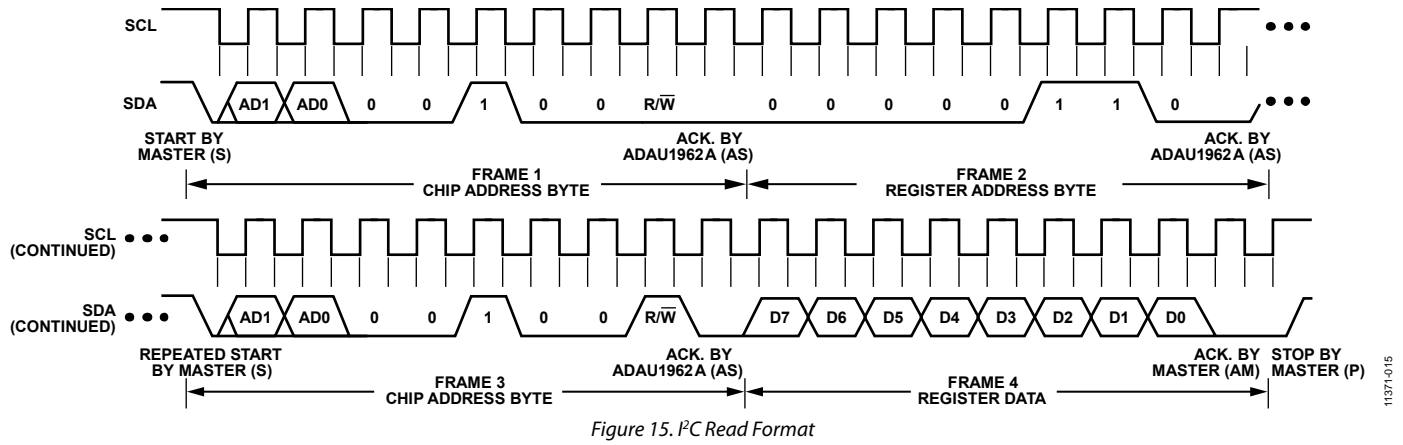 SCL
SDA AD1 AD0 0 0 1 0 0 R/W̅ 0 0 0 0 0 1 1 0
START BY
MASTER (S)
ACK. BY
ADAU1962A (AS)
ACK. BY
ADAU1962A (AS)
FRAME 1
CHIP ADDRESS BYTE
FRAME 2
REGISTER ADDRESS BYTE
SCL
(CONTINUED)
SDA
(CONTINUED)
AD1 AD0 0 0 1 0 0 R/W̅ D7 D6 D5 D4 D3 D2 D1 D0
REPEATED START
BY MASTER (S)
ACK. BY
ADAU1962A (AS)
ACK. BY
MASTER (AM)
STOP BY
MASTER (P)
FRAME 3
CHIP ADDRESS BYTE
FRAME 4
REGISTER DATA
11371-015
Figure 15. I²C Read Format